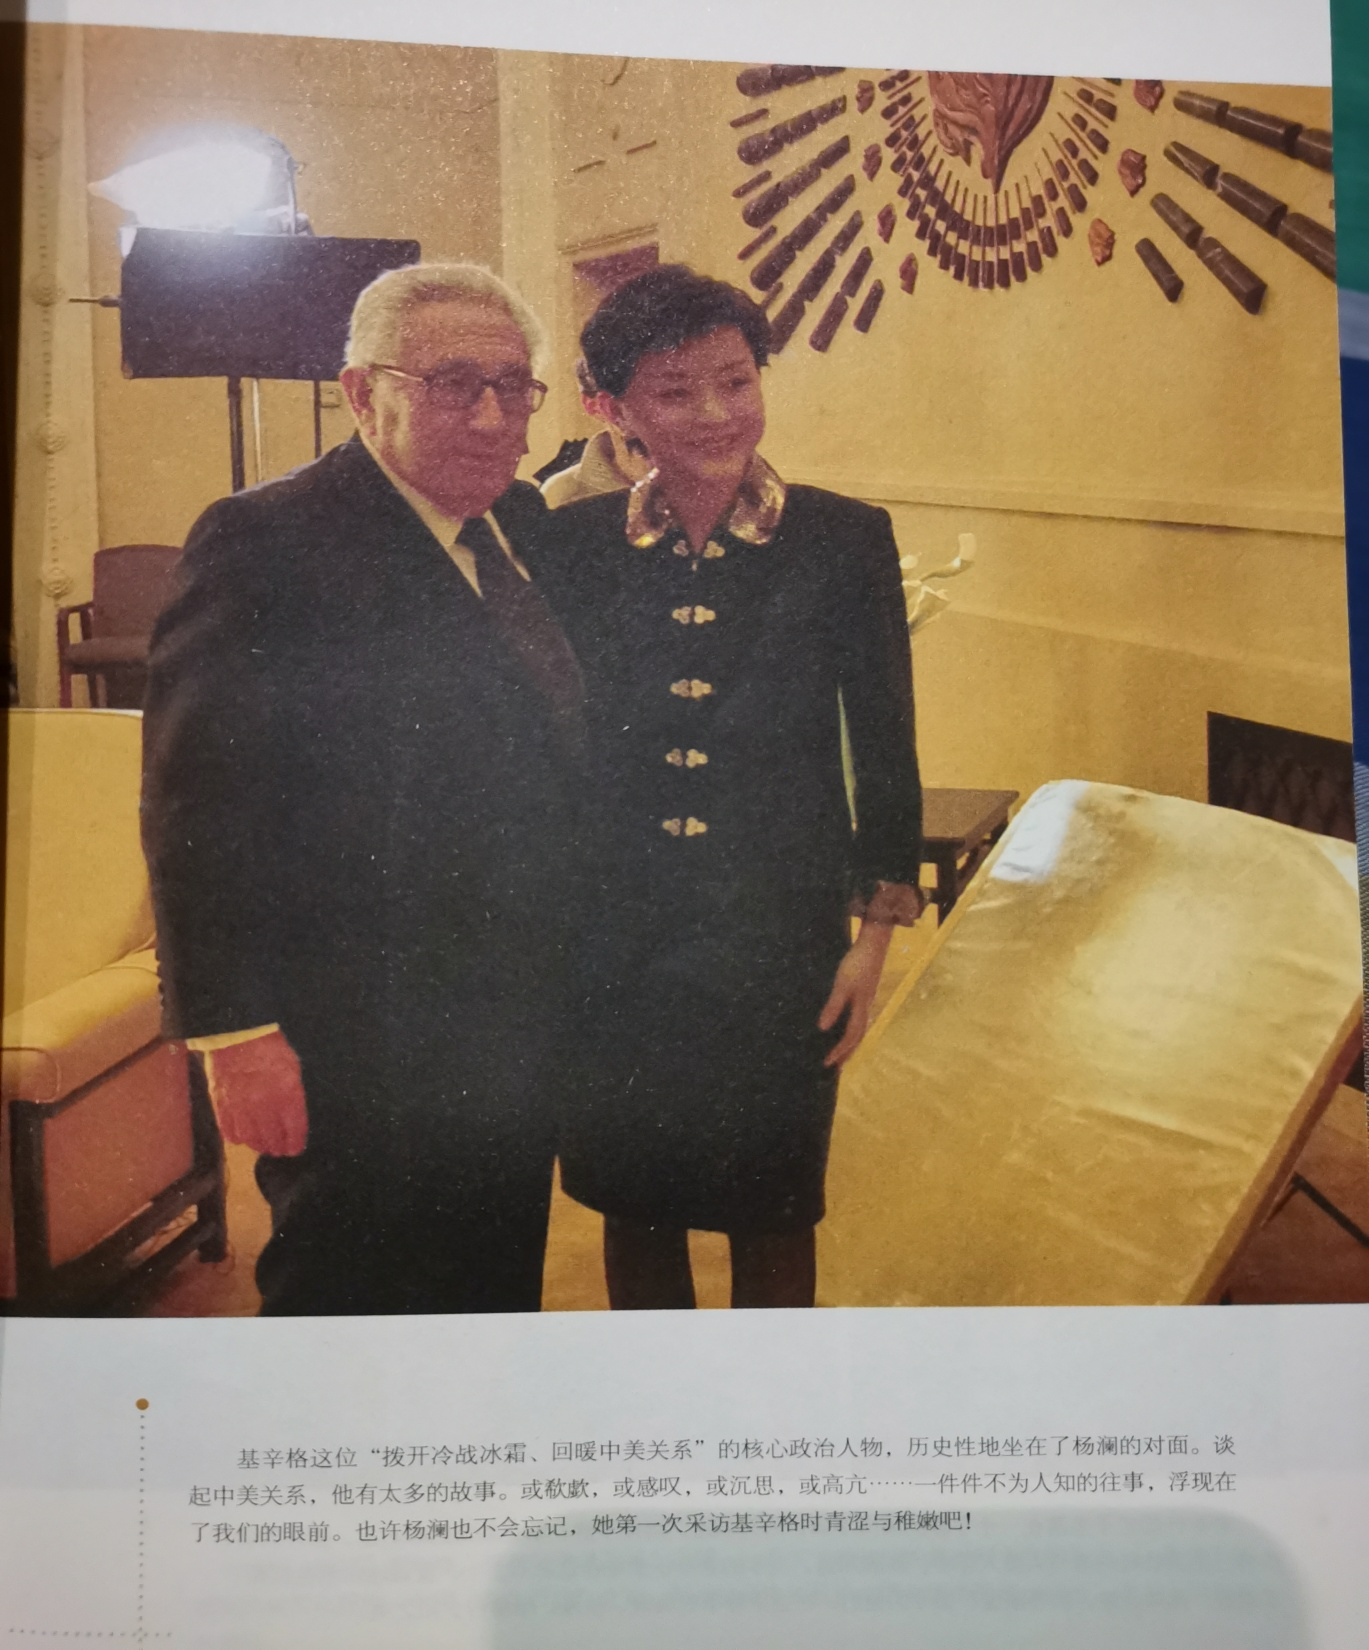 基辛格这位“拨开冷战冰霜、回暖中美关系”的核心政治人物，历史性地坐在了杨澜的对面。谈
起中美关系，他有太多的故事。或欷歔，或感叹，或沉思，或高亢……一件件不为人知的往事，浮现在
了我们的眼前。也许杨澜也不会忘记，她第一次采访基辛格时青涩与稚嫩吧！